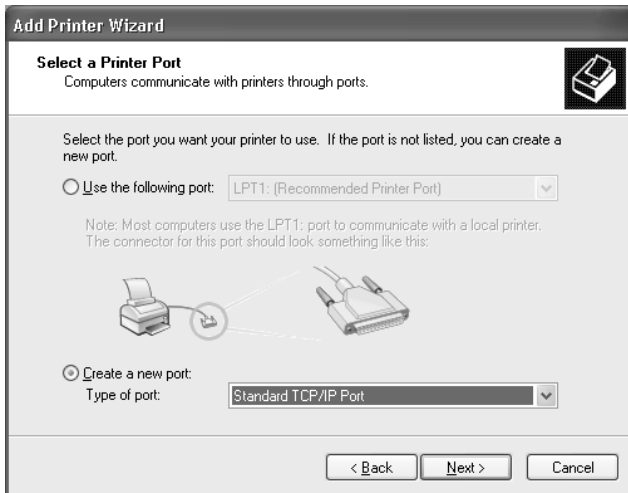 Add Printer Wizard
Select a Printer Port
Computers communicate with printers through ports.
Select the port you want your printer to use. If the port is not listed, you can create a
new port.
Use the following port: LPT1: (Recommended Printer Port)
Note: Most computers use the LPT1: port to communicate with a local printer.
The connector for this port should look something like this:
Create a new port:
Type of port: Standard TCP/IP Port
< Back Next > Cancel